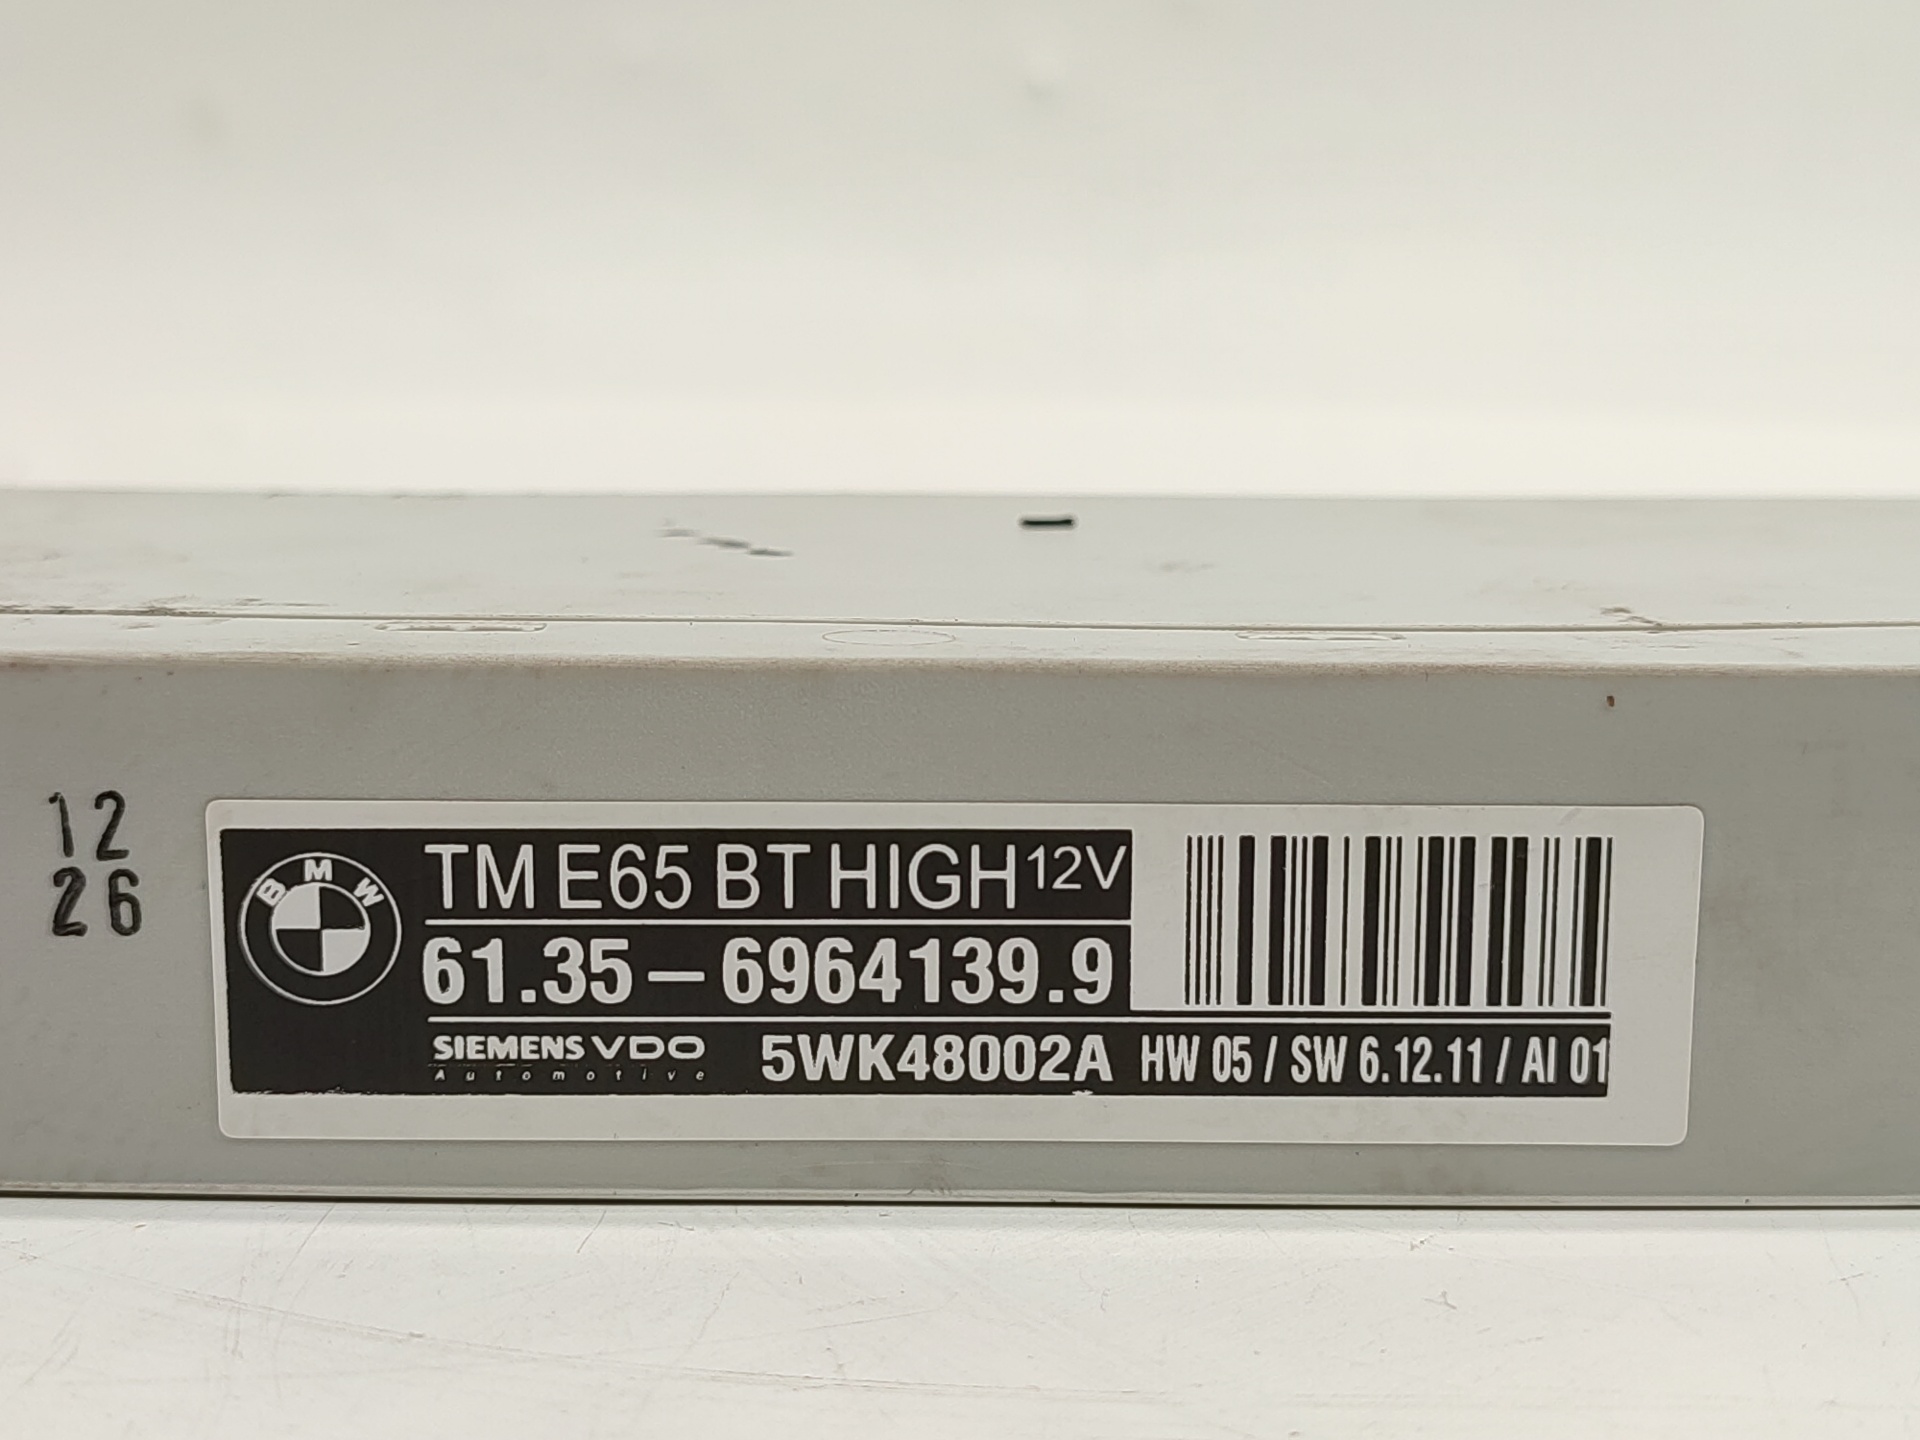 12
26
BMW
TM E65 BT HIGH 12V
61.35-6964139.9
SIEMENS VDO
Automotive
5WK48002A HW 05 / SW 6.12.11 / AI 01